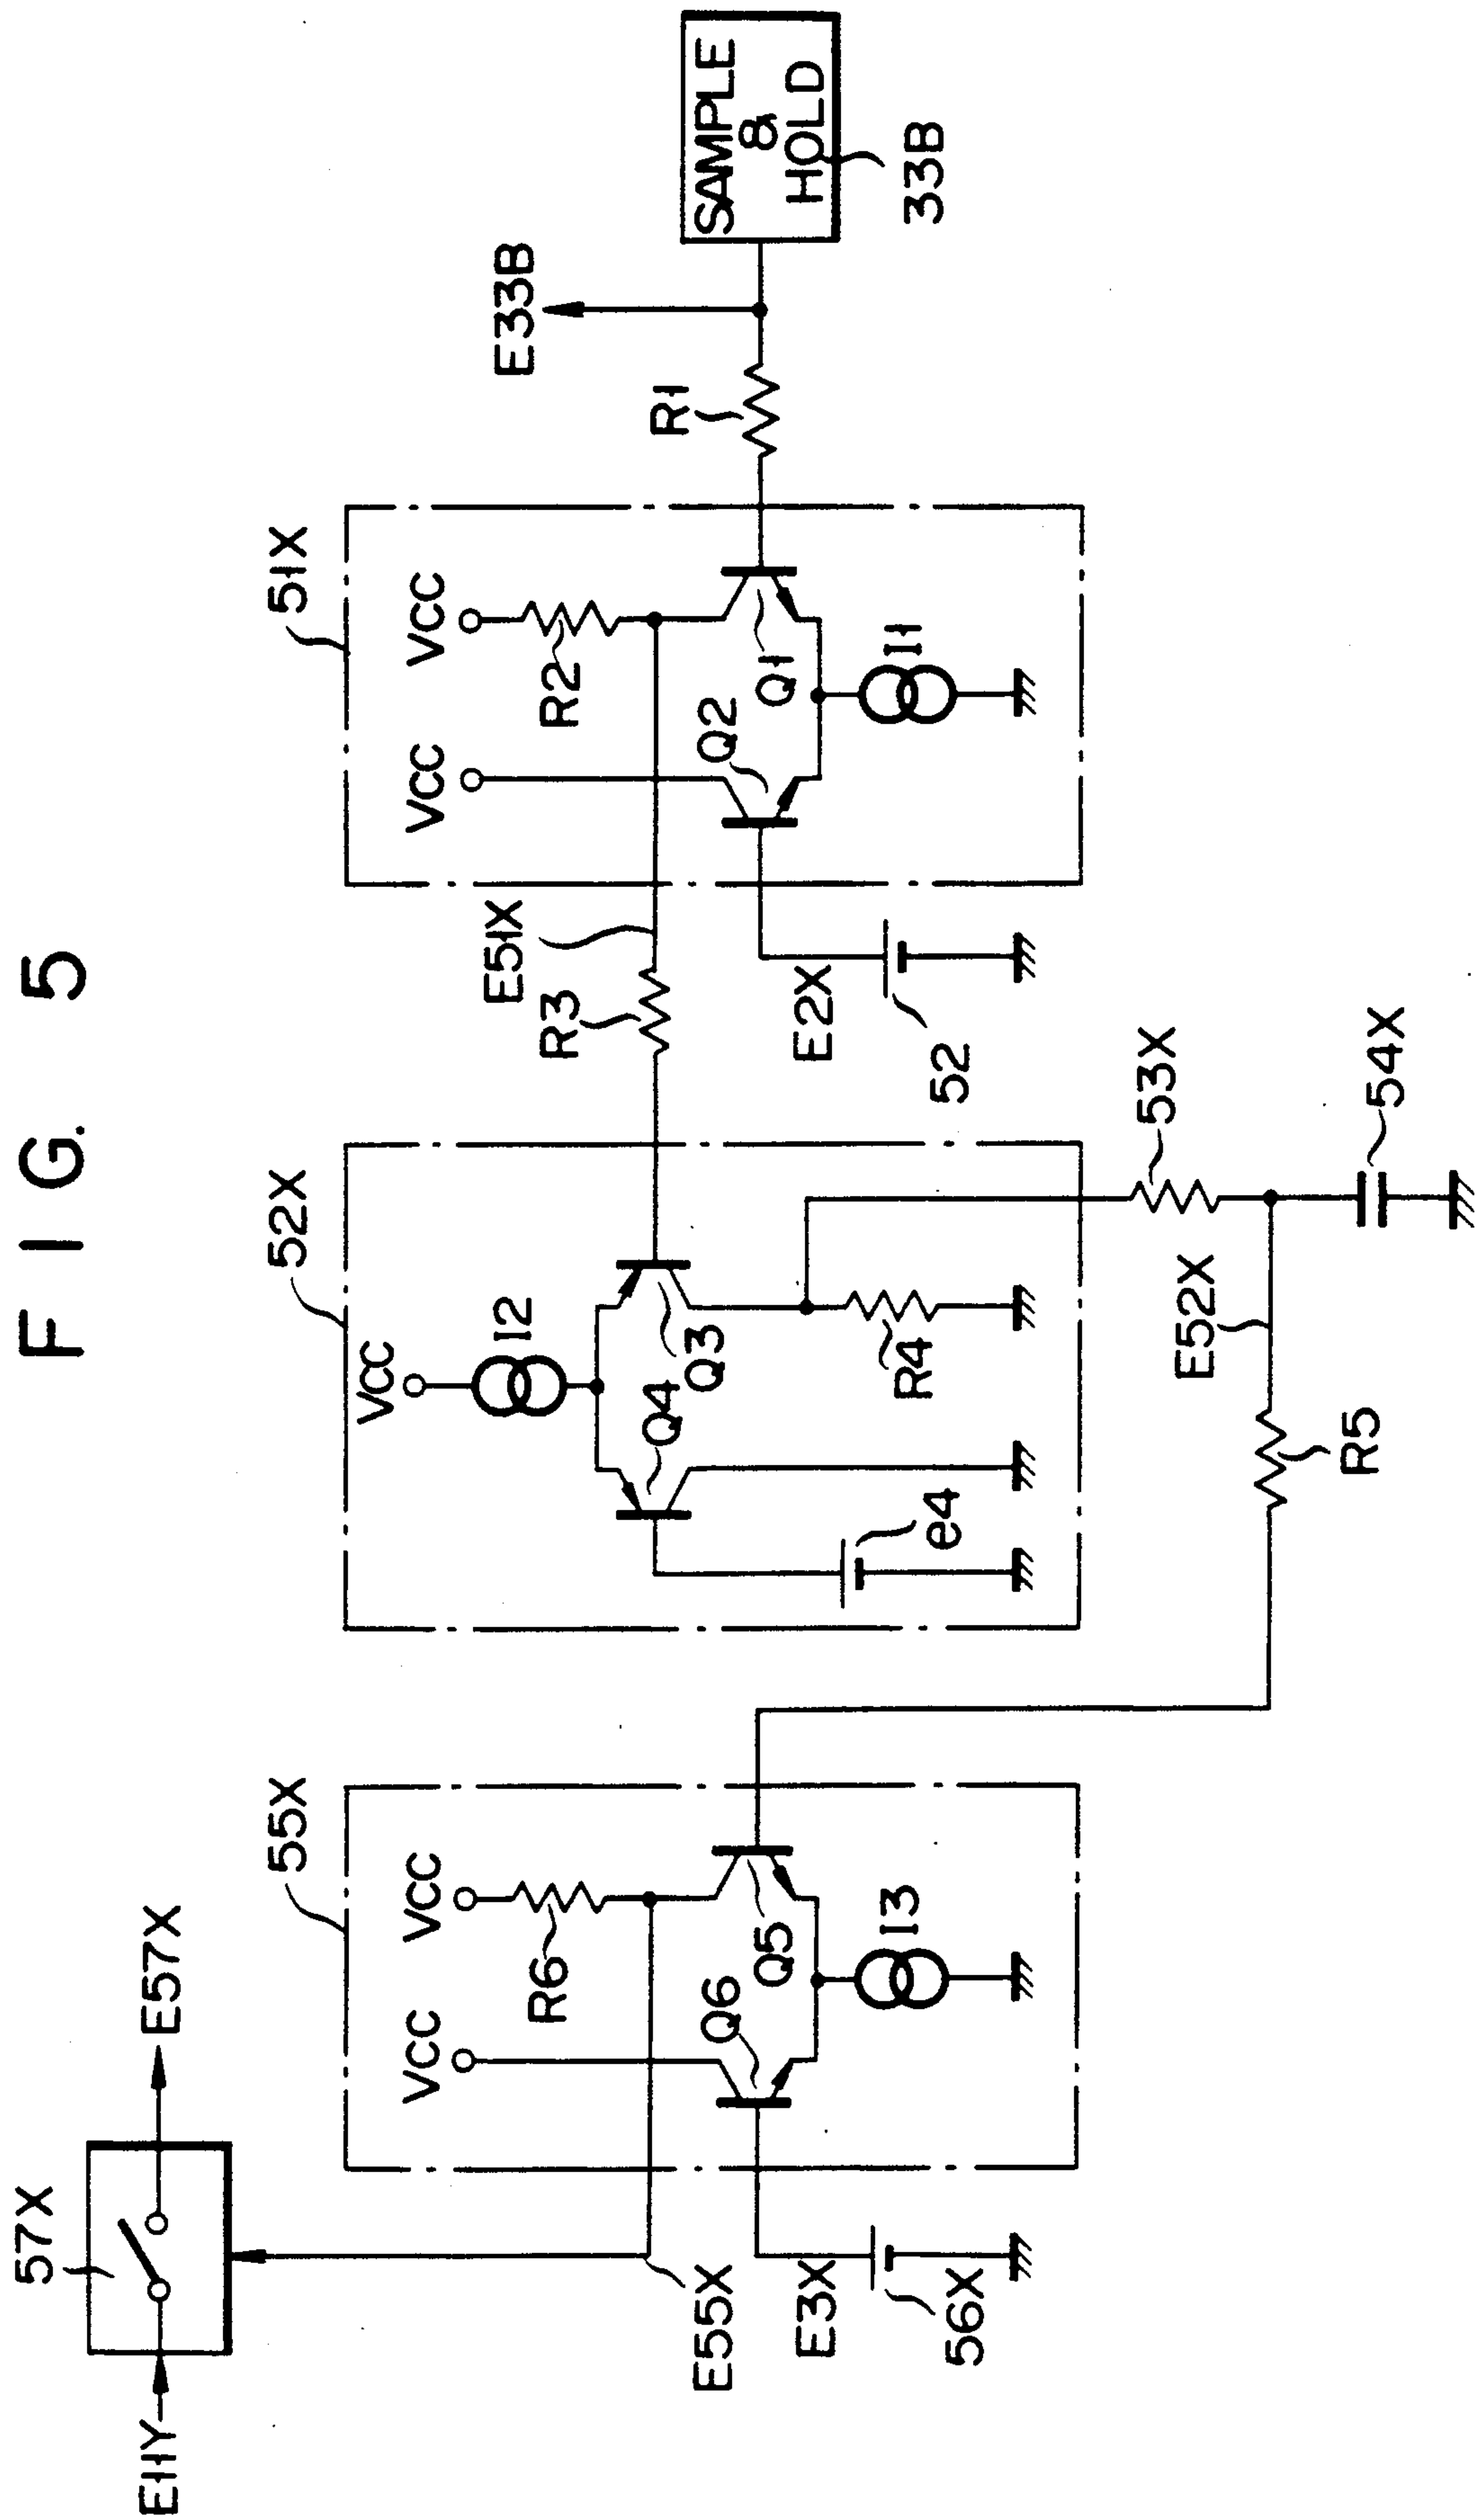 FIG. 5
EIIY
57X
E57X
55X
VCC
VCC
R6
Q6
Q5
I3
E55X
E3X
56X
52X
VCC
I2
Q4
Q3
e4
R4
R5
E52X
53X
54X
R3
E51X
E2X
52
51X
VCC
VCC
R2
Q2
Q1
I1
R1
E33B
SAMPLE
&
HOLD
33B